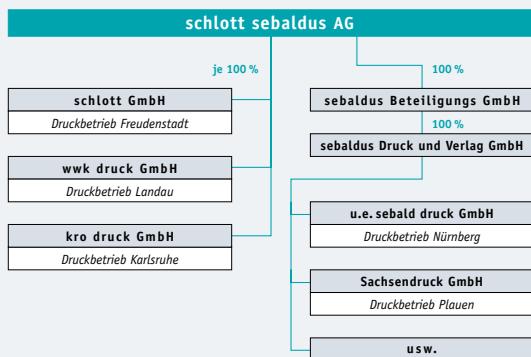 schlott sebaldus AG
je 100 %
schlott GmbH
Druckbetrieb Freudenstadt
wwk druck GmbH
Druckbetrieb Landau
kro druck GmbH
Druckbetrieb Karlsruhe
100 %
sebaldus Beteiligungs GmbH
100 %
sebaldus Druck und Verlag GmbH
u.e. sebald druck GmbH
Druckbetrieb Nürnberg
Sachsendruck GmbH
Druckbetrieb Plauen
usw.